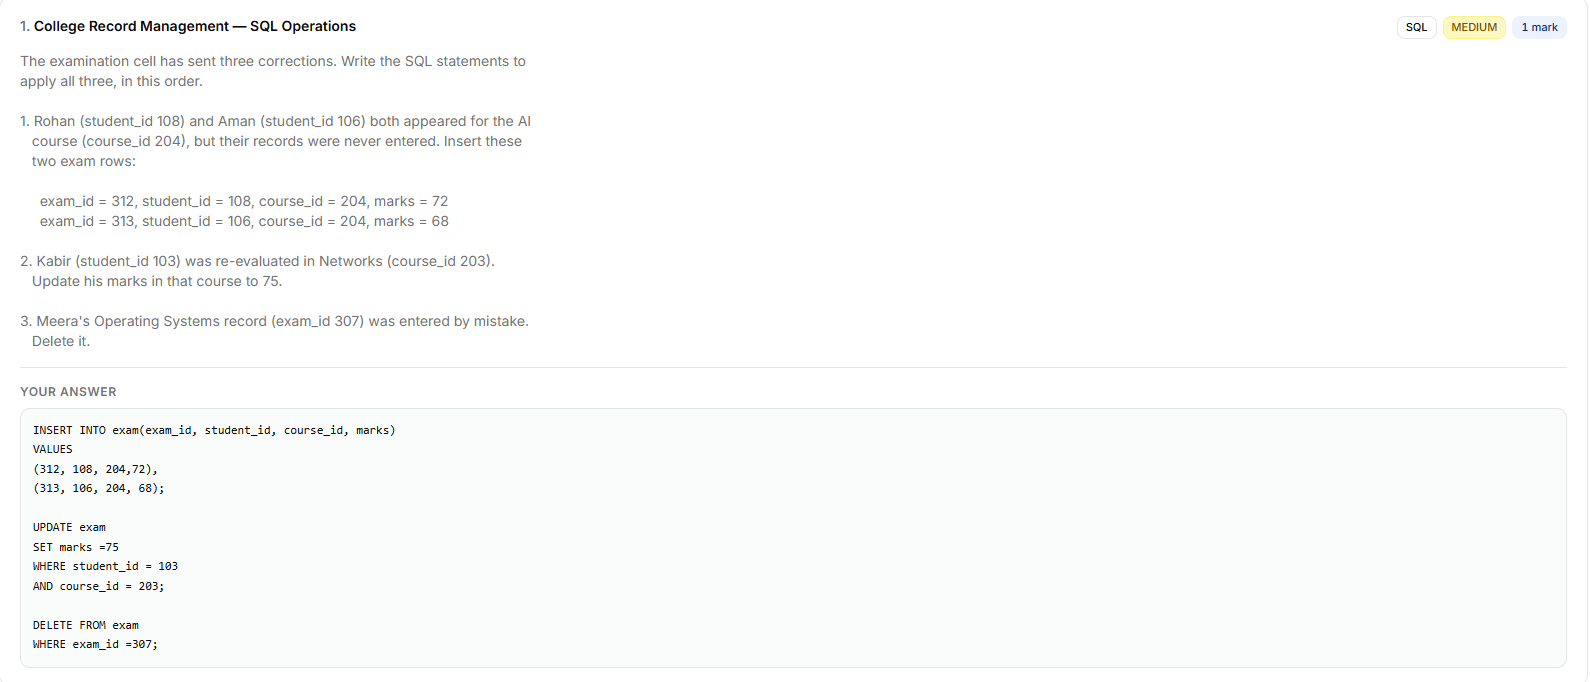 1. College Record Management — SQL Operations
SQL MEDIUM 1 mark
The examination cell has sent three corrections. Write the SQL statements to
apply all three, in this order.
1. Rohan (student_id 108) and Aman (student_id 106) both appeared for the AI
course (course_id 204), but their records were never entered. Insert these
two exam rows:
exam_id = 312, student_id = 108, course_id = 204, marks = 72
exam_id = 313, student_id = 106, course_id = 204, marks = 68
2. Kabir (student_id 103) was re-evaluated in Networks (course_id 203).
Update his marks in that course to 75.
3. Meera's Operating Systems record (exam_id 307) was entered by mistake.
Delete it.
YOUR ANSWER
INSERT INTO exam(exam_id, student_id, course_id, marks)
VALUES
(312, 108, 204,72),
(313, 106, 204, 68);
UPDATE exam
SET marks =75
WHERE student_id = 103
AND course_id = 203;
DELETE FROM exam
WHERE exam_id =307;